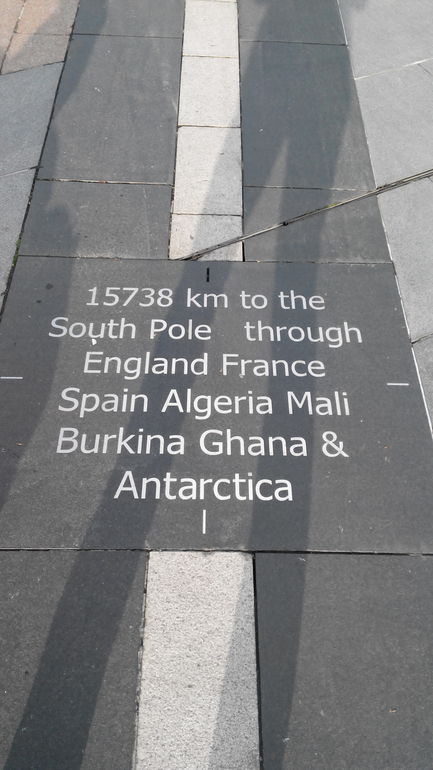 15738 km to the
South Pole through
England France
Spain Algeria Mali
Burkina Ghana &
Antarctica